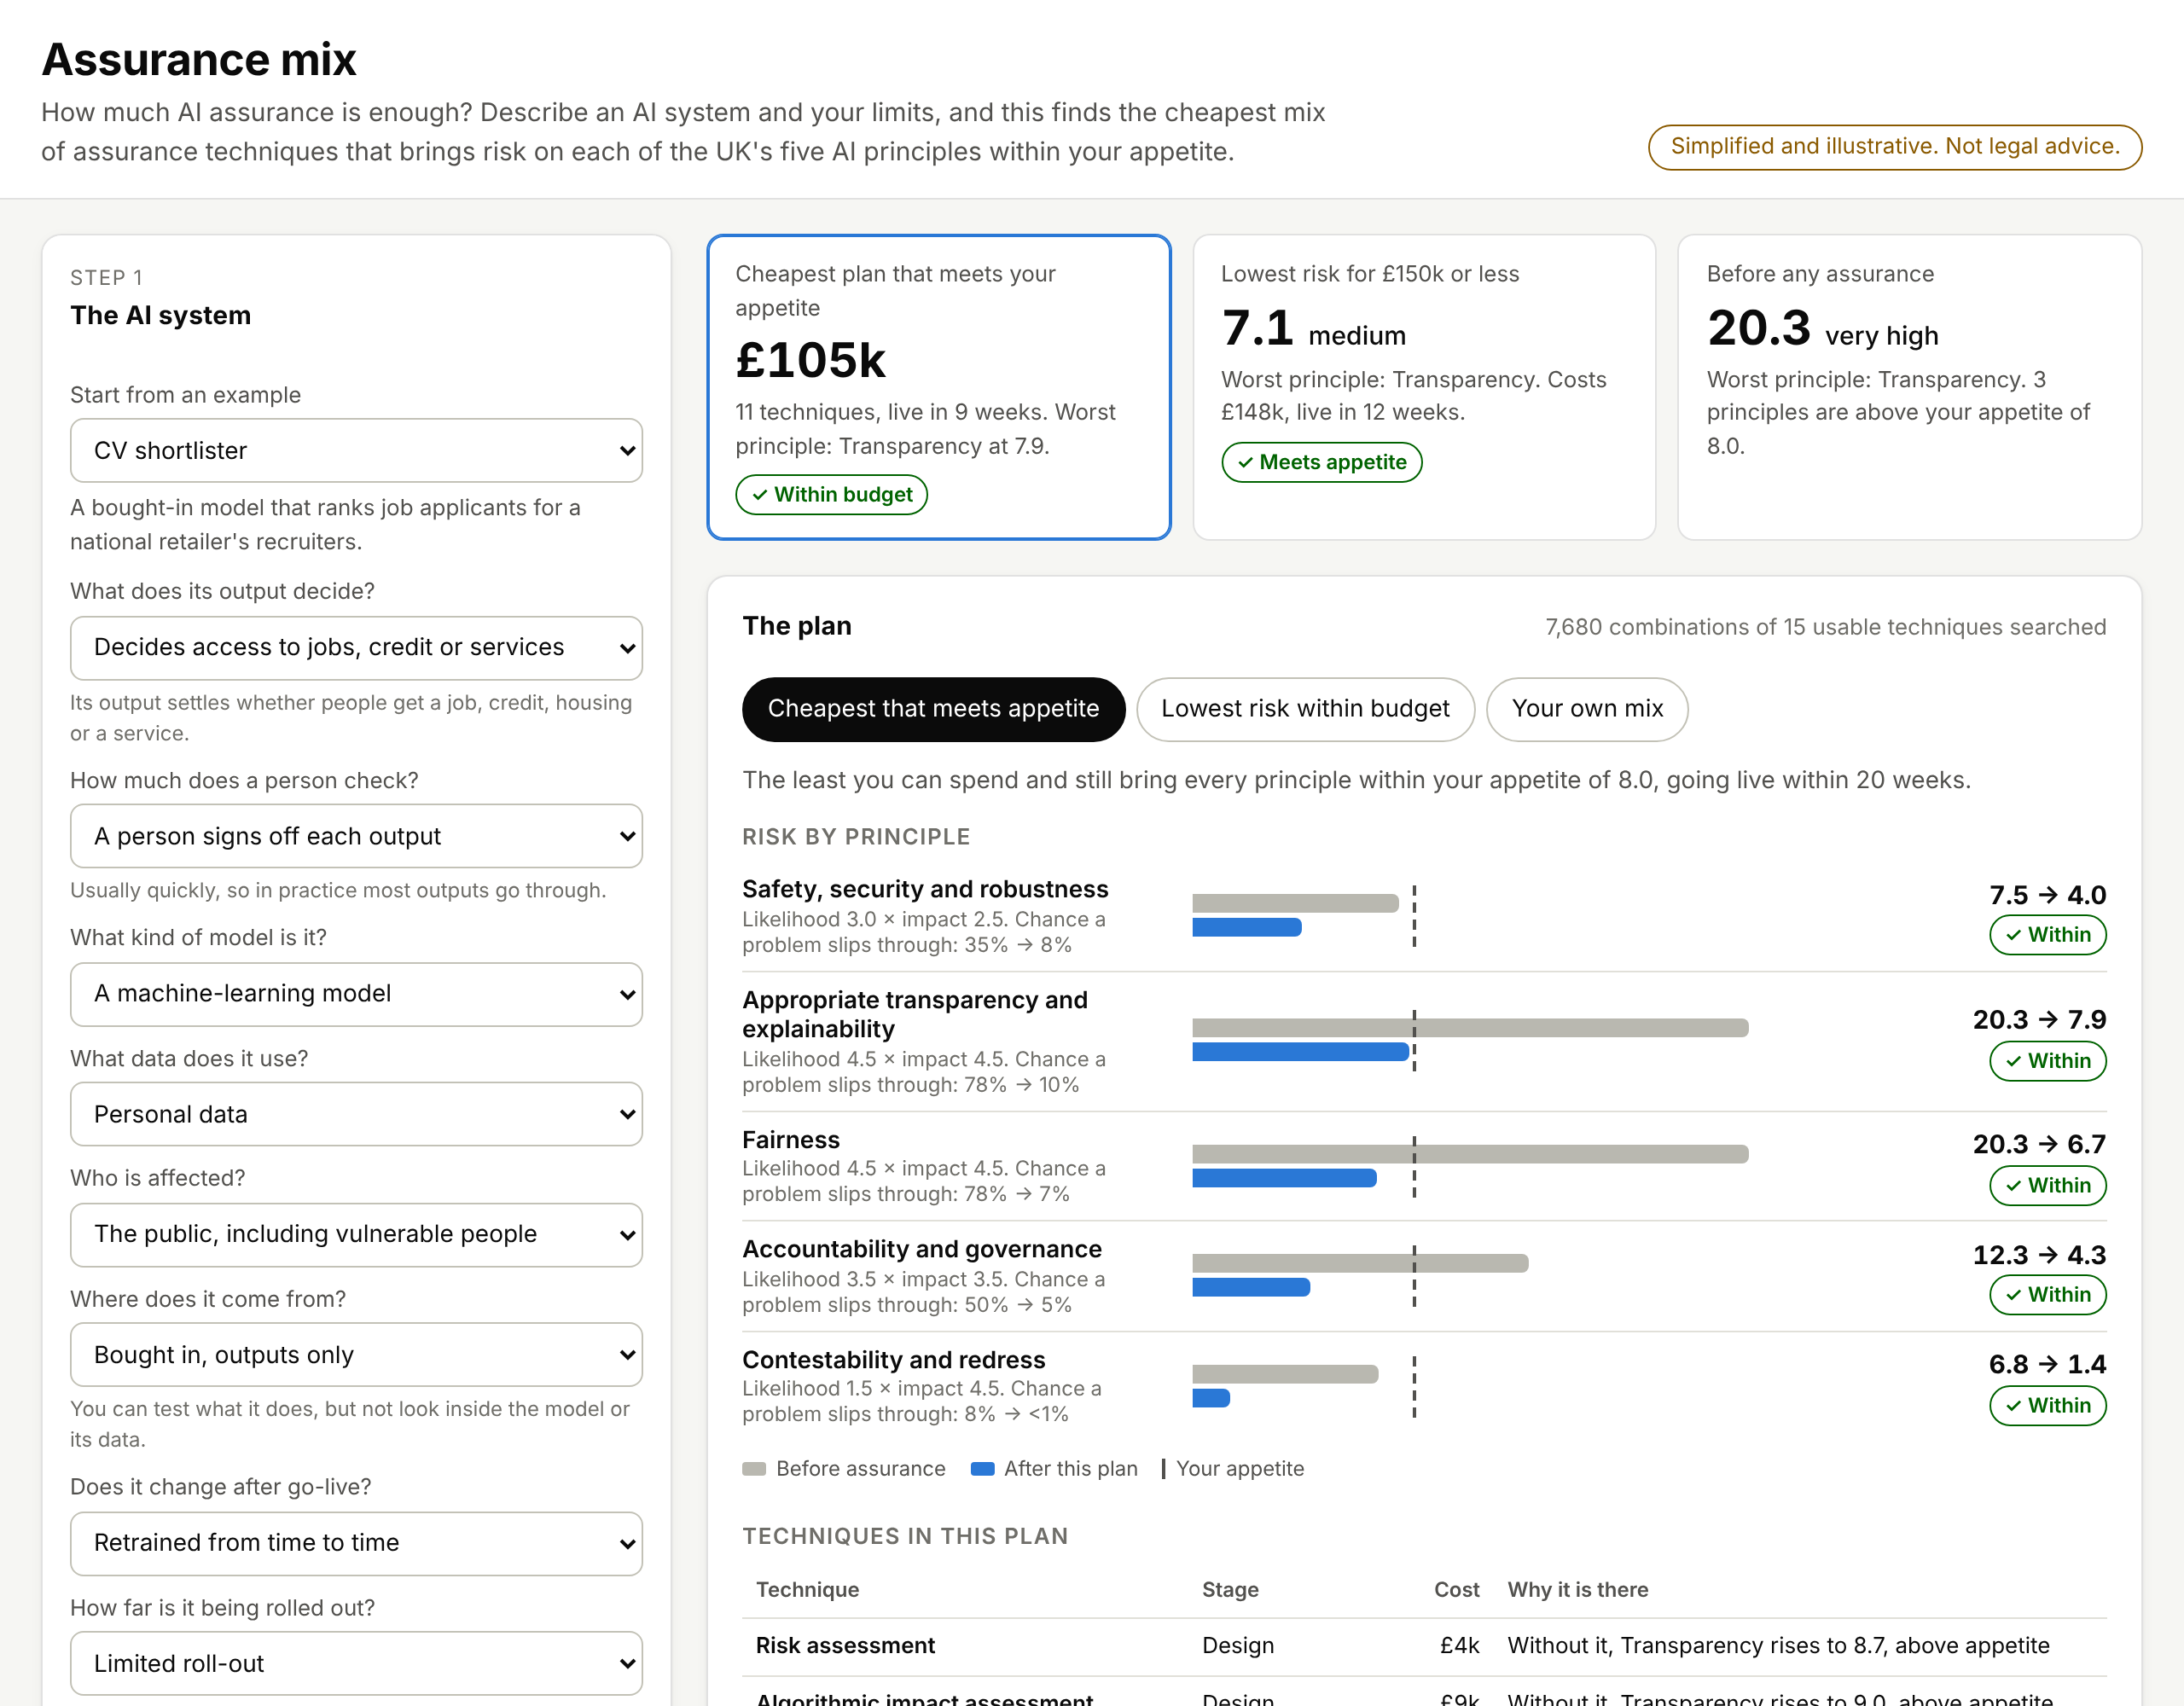 Assurance mix
How much AI assurance is enough? Describe an AI system and your limits, and this finds the cheapest mix
of assurance techniques that brings risk on each of the UK's five AI principles within your appetite.
Simplified and illustrative. Not legal advice.
STEP 1
The AI system
Start from an example
CV shortlister
A bought-in model that ranks job applicants for a
national retailer's recruiters.
What does its output decide?
Decides access to jobs, credit or services
Its output settles whether people get a job, credit, housing
or a service.
How much does a person check?
A person signs off each output
Usually quickly, so in practice most outputs go through.
What kind of model is it?
A machine-learning model
What data does it use?
Personal data
Who is affected?
The public, including vulnerable people
Where does it come from?
Bought in, outputs only
You can test what it does, but not look inside the model or
its data.
Does it change after go-live?
Retrained from time to time
How far is it being rolled out?
Limited roll-out
Cheapest plan that meets your
appetite
£105k
11 techniques, live in 9 weeks. Worst
principle: Transparency at 7.9.
✓ Within budget
Lowest risk for £150k or less
7.1 medium
Worst principle: Transparency. Costs
£148k, live in 12 weeks.
✓ Meets appetite
Before any assurance
20.3 very high
Worst principle: Transparency. 3
principles are above your appetite of
8.0.
The plan
7,680 combinations of 15 usable techniques searched
Cheapest that meets appetite
Lowest risk within budget
Your own mix
The least you can spend and still bring every principle within your appetite of 8.0, going live within 20 weeks.
RISK BY PRINCIPLE
Safety, security and robustness
Likelihood 3.0 × impact 2.5. Chance a
problem slips through: 35% → 8%
7.5 → 4.0
✓ Within
Appropriate transparency and
explainability
Likelihood 4.5 × impact 4.5. Chance a
problem slips through: 78% → 10%
20.3 → 7.9
✓ Within
Fairness
Likelihood 4.5 × impact 4.5. Chance a
problem slips through: 78% → 7%
20.3 → 6.7
✓ Within
Accountability and governance
Likelihood 3.5 × impact 3.5. Chance a
problem slips through: 50% → 5%
12.3 → 4.3
✓ Within
Contestability and redress
Likelihood 1.5 × impact 4.5. Chance a
problem slips through: 8% → <1%
6.8 → 1.4
✓ Within
Before assurance After this plan Your appetite
TECHNIQUES IN THIS PLAN
Technique Stage Cost Why it is there
Risk assessment Design £4k Without it, Transparency rises to 8.7, above appetite
Algorithmic impact assessment Design £9k Without it, Transparency rises to 9.0, above appetite